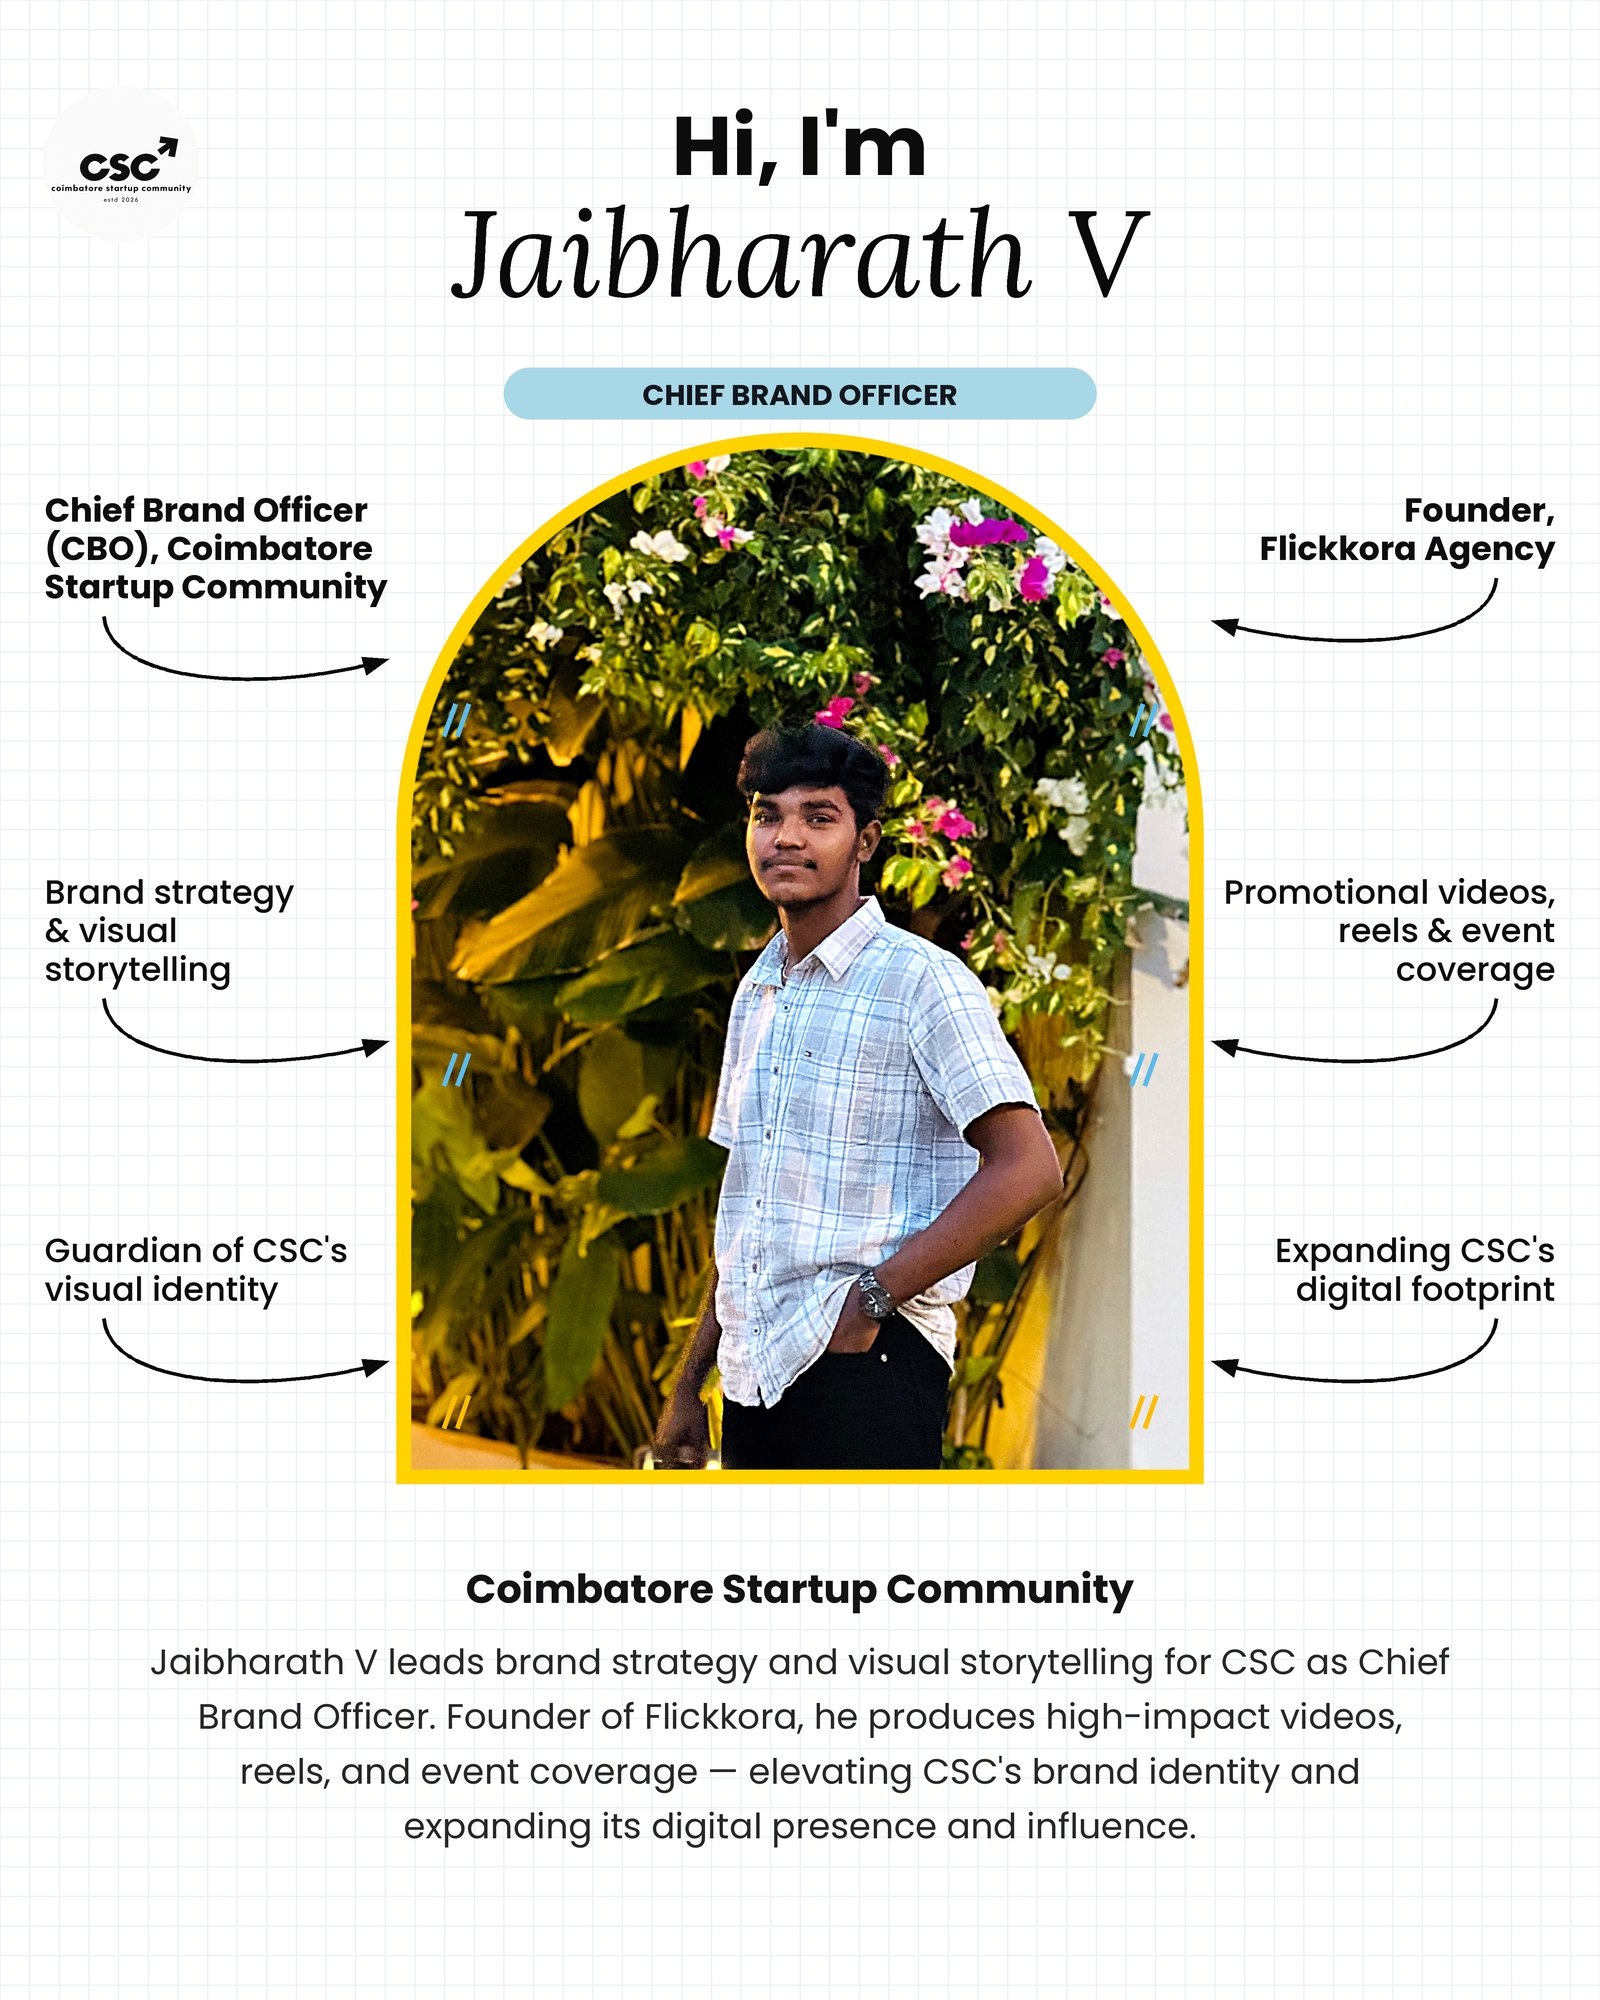 csc
coimbatore startup community
estd 2026
Hi, I'm
Jaibharath V
CHIEF BRAND OFFICER
Chief Brand Officer
(CBO), Coimbatore
Startup Community
Founder,
Flickkora Agency
Brand strategy
& visual
storytelling
Promotional videos,
reels & event
coverage
Guardian of CSC's
visual identity
Expanding CSC's
digital footprint
Coimbatore Startup Community
Jaibharath V leads brand strategy and visual storytelling for CSC as Chief
Brand Officer. Founder of Flickkora, he produces high-impact videos,
reels, and event coverage — elevating CSC's brand identity and
expanding its digital presence and influence.